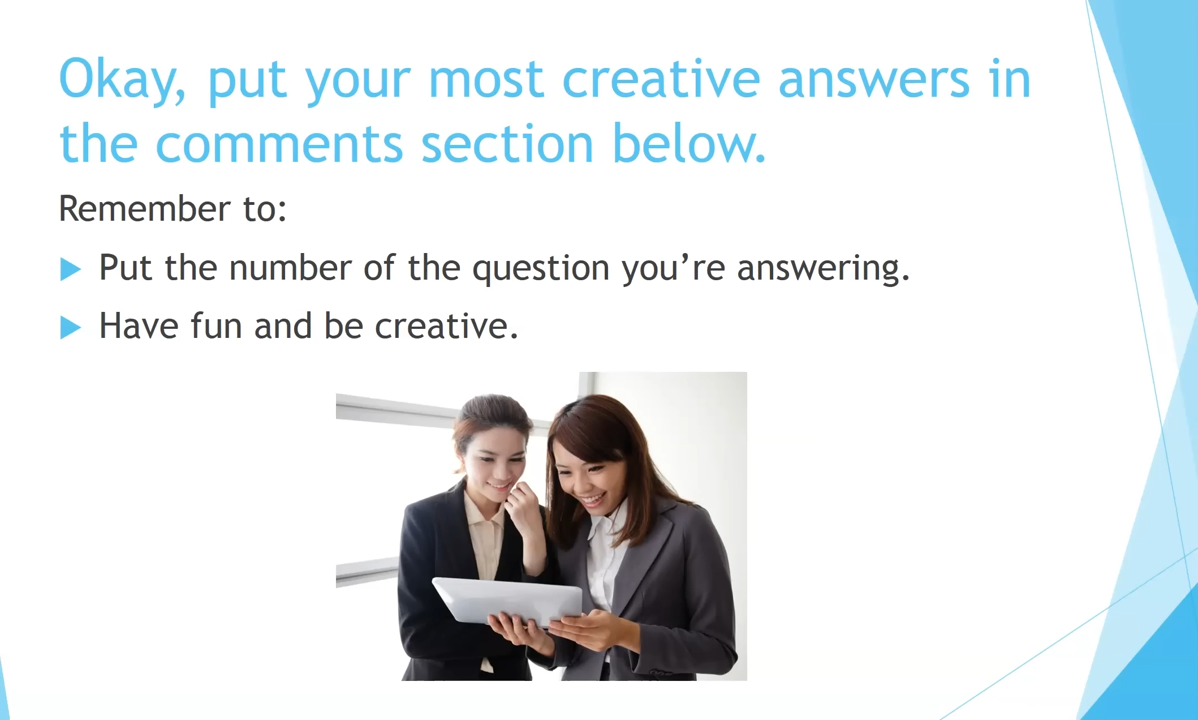 Okay, put your most creative answers in
the comments section below.
Remember to:
Put the number of the question you’re answering.
Have fun and be creative.